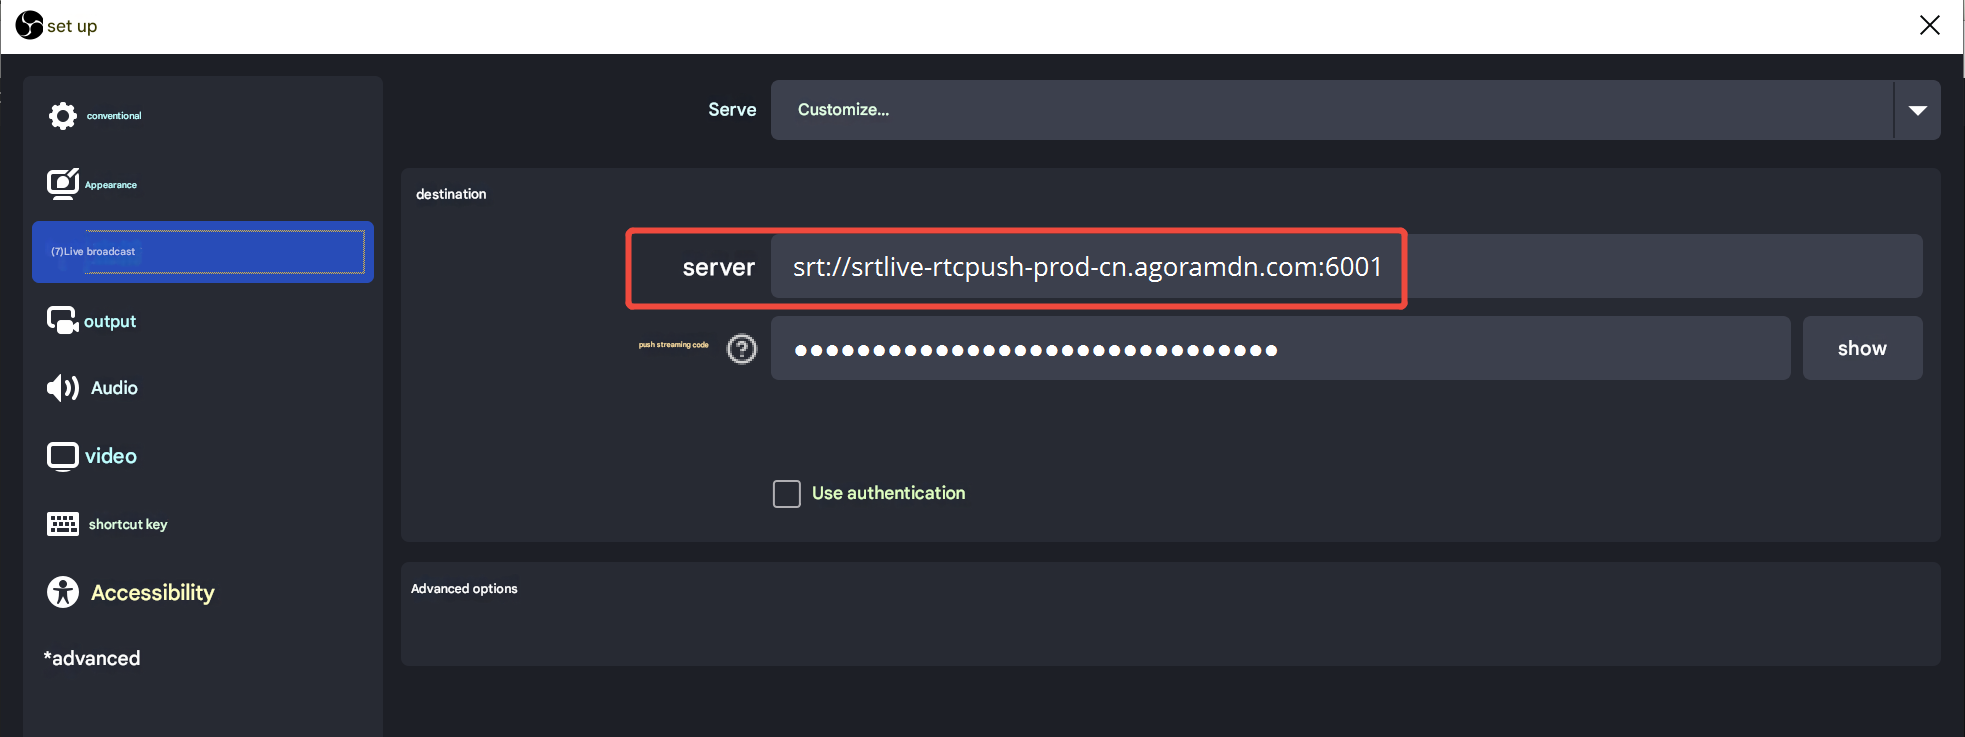 set up
conventional
Appearance
(7)Live broadcast
output
Audio
video
shortcut key
Accessibility
*advanced
Serve
Customize...
destination
server
srt://srtlive-rtcpush-prod-cn.agoramdn.com:6001
push streaming code
?
show
Use authentication
Advanced options